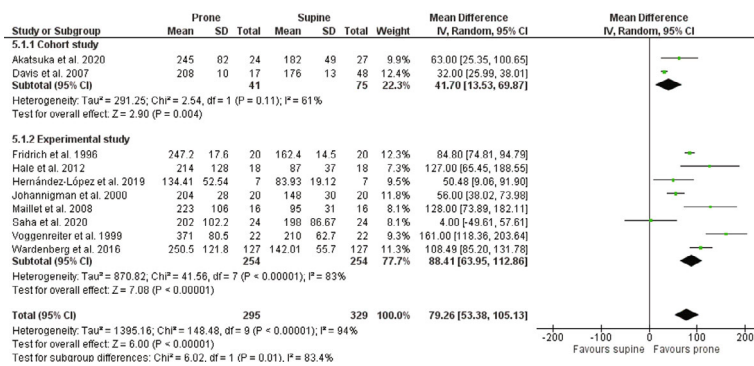 Prone Supine Mean Difference Mean Difference
Study or Subgroup Mean SD Total Mean SD Total Weight IV, Random, 95% CI IV, Random, 95% CI
5.1.1 Cohort study
Akatsuka et al. 2020 245 82 24 182 49 27 9.9% 63.00 [25.35, 100.65]
Davis et al. 2007 208 10 17 176 13 48 12.4% 32.00 [25.99, 38.01]
Subtotal (95% CI) 41 75 22.3% 41.70 [13.53, 69.87]
Heterogeneity: Tau² = 291.25; Chi² = 2.54, df = 1 (P = 0.11); I² = 61%
Test for overall effect: Z = 2.90 (P = 0.004)
5.1.2 Experimental study
Fridrich et al. 1996 247.2 17.6 20 162.4 14.5 20 12.3% 84.80 [74.81, 94.79]
Hale et al. 2012 214 128 18 87 37 18 7.1% 127.00 [65.45, 188.55]
Hernández-López et al. 2019 134.41 52.54 7 83.93 19.12 7 9.5% 50.48 [9.06, 91.90]
Johannigman et al. 2000 204 28 20 148 30 20 11.8% 56.00 [38.02, 73.98]
Maillet et al. 2008 223 106 16 95 31 16 8.1% 128.00 [73.89, 182.11]
Saha et al. 2020 202 102.2 24 198 86.67 24 8.1% 4.00 [-49.61, 57.61]
Voggenreiter et al. 1999 371 80.5 22 210 62.7 22 9.4% 161.00 [118.36, 203.64]
Wardenberg et al. 2016 250.5 121.8 127 142.01 55.7 127 11.4% 108.49 [85.20, 131.78]
Subtotal (95% CI) 254 254 77.7% 88.41 [63.95, 112.86]
Heterogeneity: Tau² = 870.82; Chi² = 41.56, df = 7 (P < 0.00001); I² = 83%
Test for overall effect: Z = 7.08 (P < 0.00001)
Total (95% CI) 295 329 100.0% 79.26 [53.38, 105.13]
Heterogeneity: Tau² = 1395.16; Chi² = 148.48, df = 9 (P < 0.00001); I² = 94%
Test for overall effect: Z = 6.00 (P < 0.00001)
Test for subgroup differences: Chi² = 6.02, df = 1 (P = 0.01), I² = 83.4%
-200 -100 0 100 200
Favours supine Favours prone